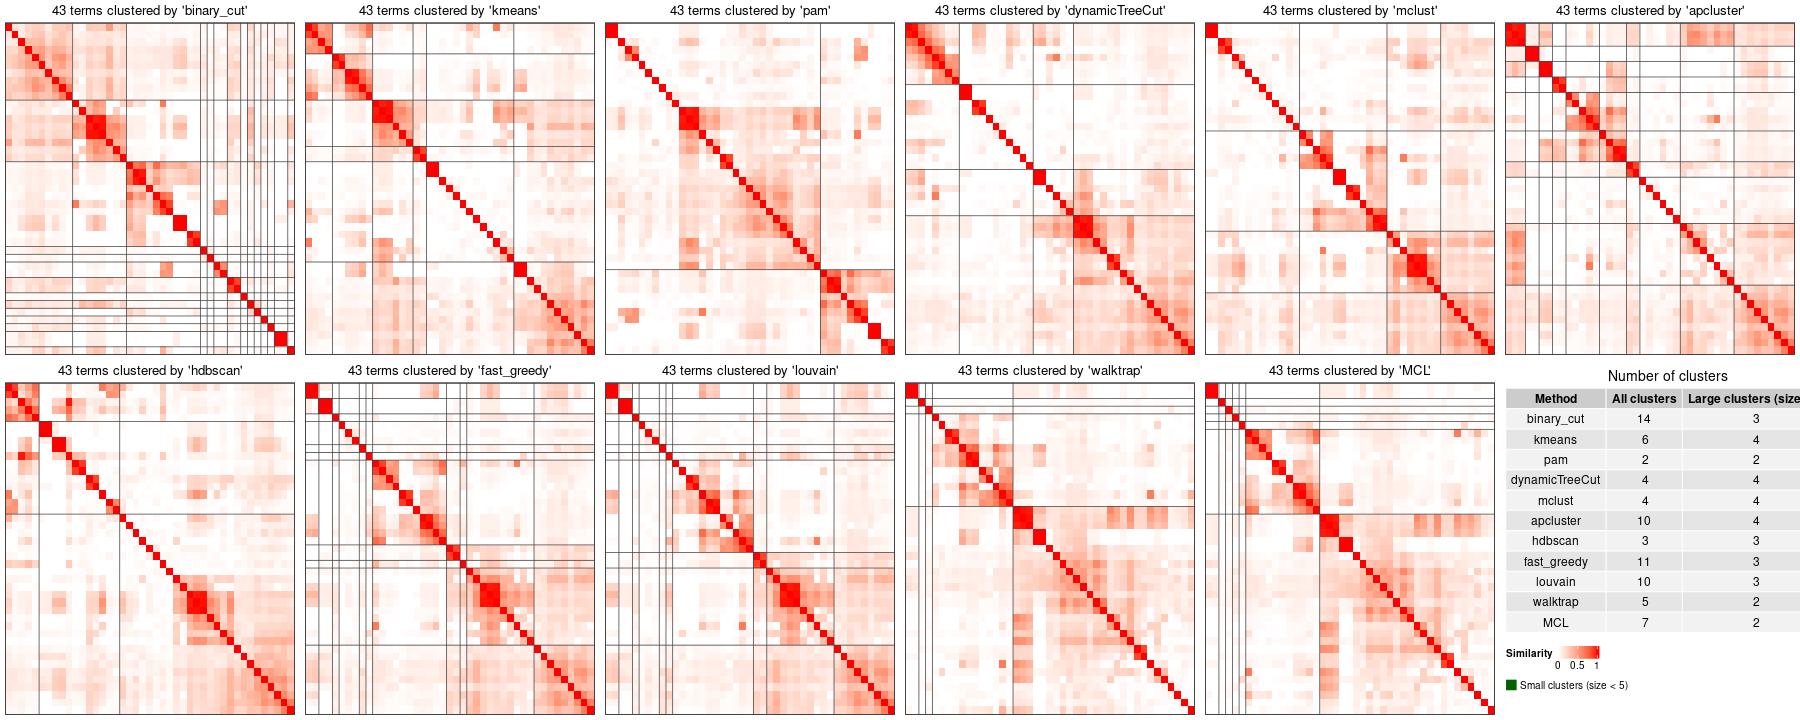 43 terms clustered by 'binary_cut'
43 terms clustered by 'kmeans'
43 terms clustered by 'pam'
43 terms clustered by 'dynamicTreeCut'
43 terms clustered by 'mclust'
43 terms clustered by 'apcluster'
43 terms clustered by 'hdbscan'
43 terms clustered by 'fast_greedy'
43 terms clustered by 'louvain'
43 terms clustered by 'walktrap'
43 terms clustered by 'MCL'
Number of clusters
Method All clusters Large clusters (size
binary_cut 14 3
kmeans 6 4
pam 2 2
dynamicTreeCut 4 4
mclust 4 4
apcluster 10 4
hdbscan 3 3
fast_greedy 11 3
louvain 10 3
walktrap 5 2
MCL 7 2
Similarity
0 0.5 1
Small clusters (size < 5)